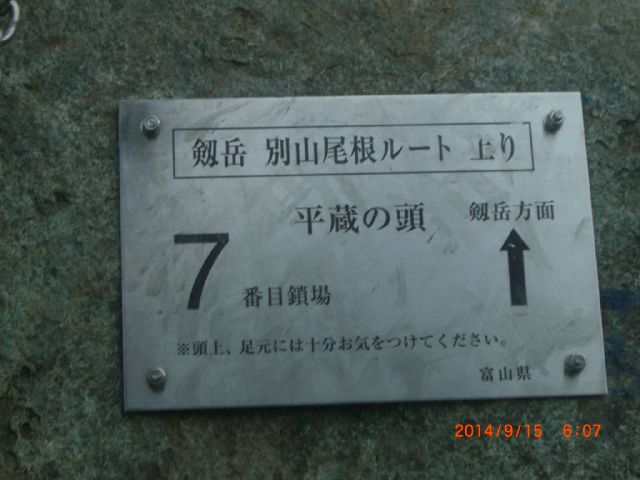 剱岳 別山尾根ルート 上り
平蔵の頭
剱岳方面
7番目鎖場
※頭上、足元には十分お気をつけてください。
富山県
2014/9/15 6:07